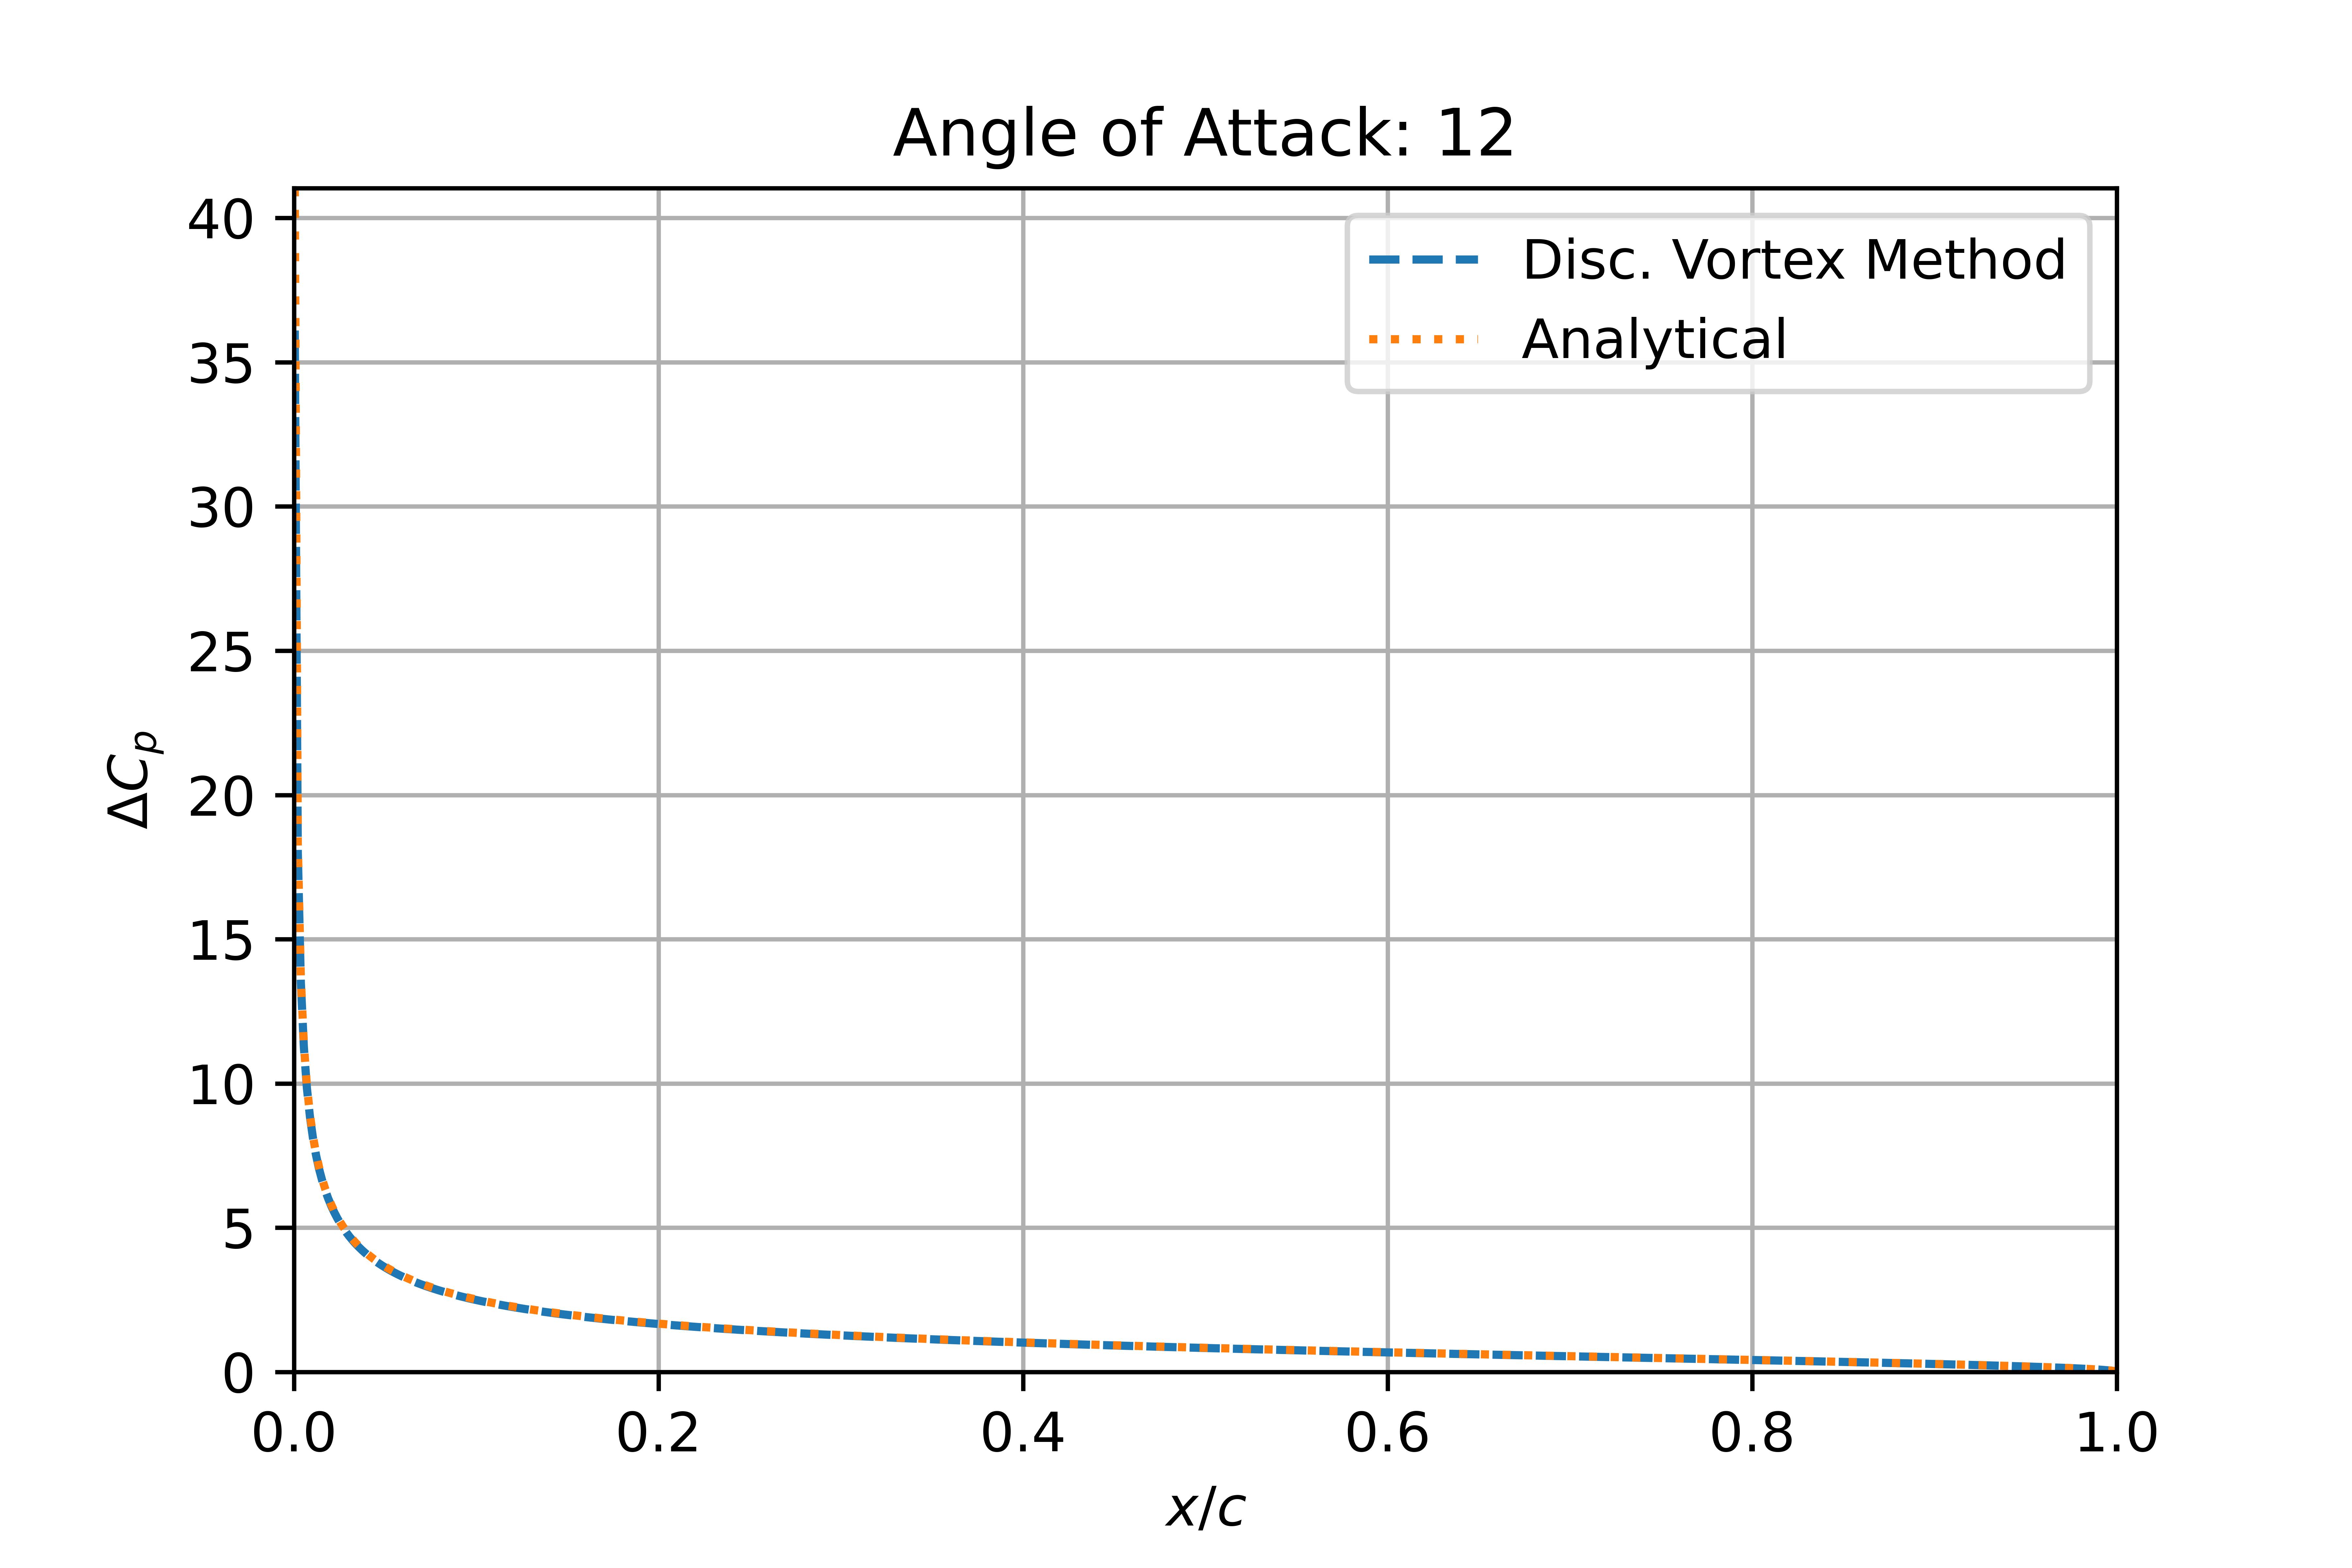 Angle of Attack: 12
40
35
30
25
20
15
10
5
0
ΔCp
Disc. Vortex Method
Analytical
0.0 0.2 0.4 0.6 0.8 1.0
x/c